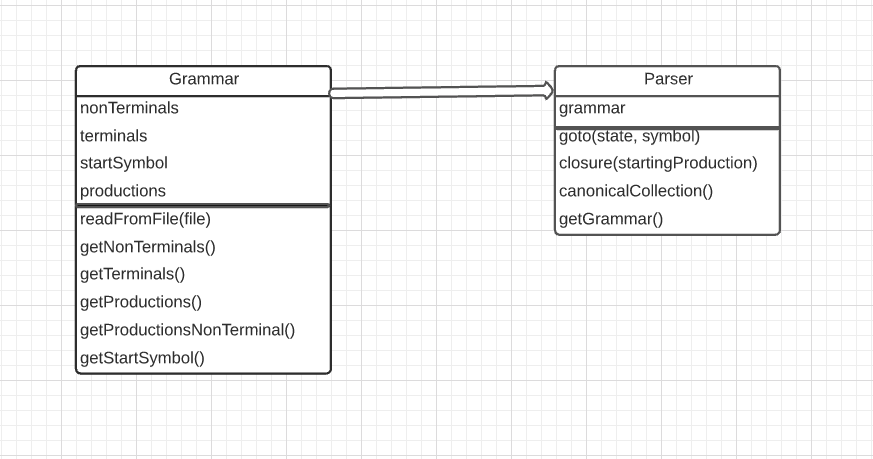 Grammar
nonTerminals
terminals
startSymbol
productions
readFromFile(file)
getNonTerminals()
getTerminals()
getProductions()
getProductionsNonTerminal()
getStartSymbol()
Parser
grammar
goto(state, symbol)
closure(startingProduction)
canonicalCollection()
getGrammar()